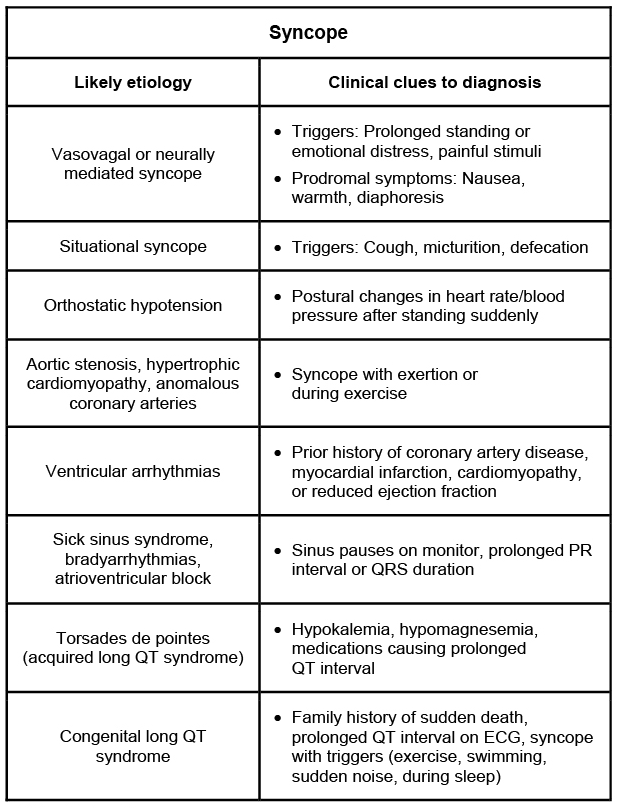 Syncope
Likely etiology
Clinical clues to diagnosis
Vasovagal or neurally
mediated syncope
• Triggers: Prolonged standing or
emotional distress, painful stimuli
• Prodromal symptoms: Nausea,
warmth, diaphoresis
Situational syncope
• Triggers: Cough, micturition, defecation
Orthostatic hypotension
• Postural changes in heart rate/blood
pressure after standing suddenly
Aortic stenosis, hypertrophic
cardiomyopathy, anomalous
coronary arteries
• Syncope with exertion or
during exercise
Ventricular arrhythmias
• Prior history of coronary artery disease,
myocardial infarction, cardiomyopathy,
or reduced ejection fraction
Sick sinus syndrome,
bradyarrhythmias,
atrioventricular block
• Sinus pauses on monitor, prolonged PR
interval or QRS duration
Torsades de pointes
(acquired long QT syndrome)
• Hypokalemia, hypomagnesemia,
medications causing prolonged
QT interval
Congenital long QT
syndrome
• Family history of sudden death,
prolonged QT interval on ECG, syncope
with triggers (exercise, swimming,
sudden noise, during sleep)